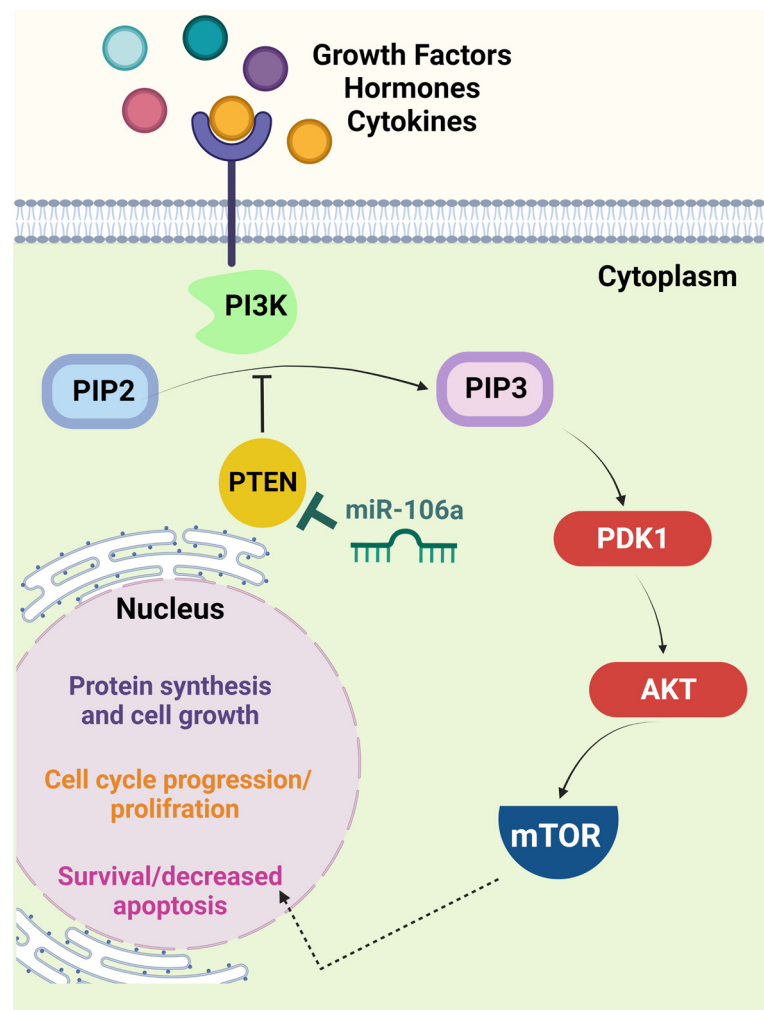 Growth Factors
Hormones
Cytokines
Cytoplasm
PI3K
PIP2
PIP3
PTEN
miR-106a
PDK1
Nucleus
Protein synthesis
and cell growth
AKT
Cell cycle progression/
prolifration
mTOR
Survival/decreased
apoptosis